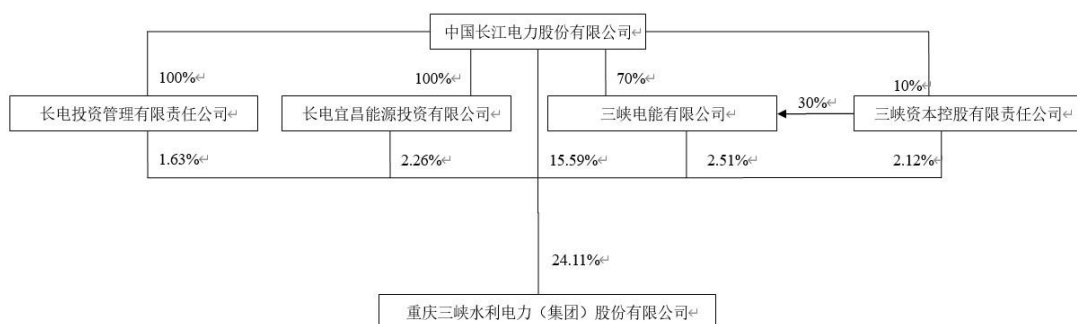 中国长江电力股份有限公司↵
100%↵
100%↵
70%↵
10%↵
长电投资管理有限责任公司↵
长电宜昌能源投资有限公司↵
三峡电能有限公司↵
30%↵
三峡资本控股有限责任公司↵
1.63%↵
2.26%↵
15.59%↵
2.51%↵
2.12%↵
24.11%↵
重庆三峡水利电力（集团）股份有限公司↵